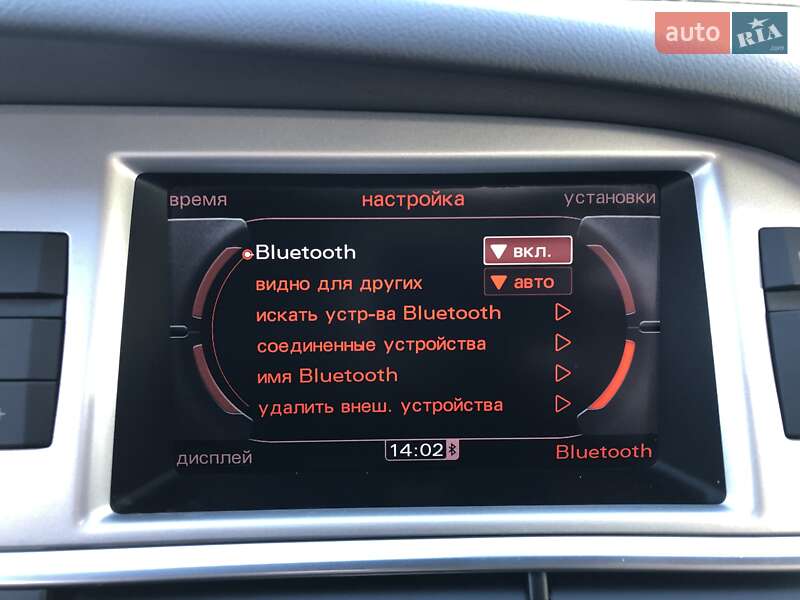 auto RIA .com
время настройка установки
Bluetooth вкл.
видно для других авто
искать устр-ва Bluetooth
соединенные устройства
имя Bluetooth
удалить внеш. устройства
дисплей 14:02 Bluetooth